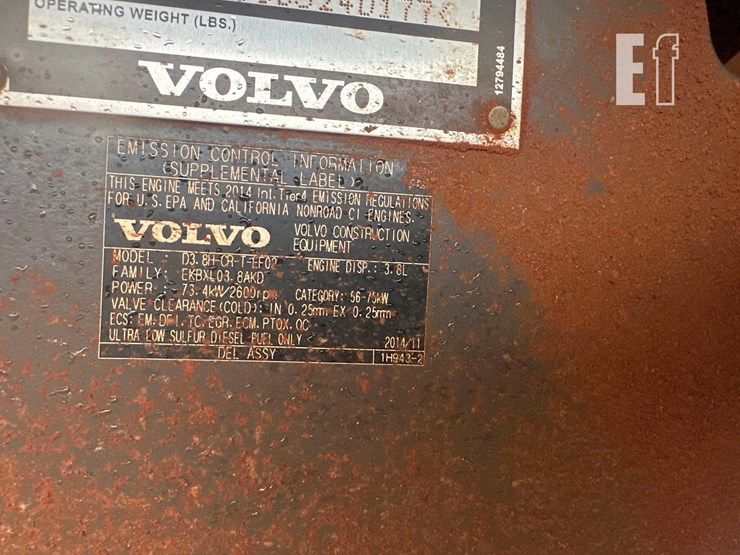 OPERATING WEIGHT (LBS.)
VOLVO
12794484
Ef
EMISSION CONTROL INFORMATION
(SUPPLEMENTAL LABEL)
THIS ENGINE MEETS 2014 Int. Tier4 EMISSION REGULATIONS
FOR U.S. EPA AND CALIFORNIA NONROAD CI ENGINES.
VOLVO VOLVO CONSTRUCTION
EQUIPMENT
MODEL : D3.8H-CR-T-EF02 ENGINE DISP.: 3.8L
FAMILY: EKBXL03.8AKD
POWER : 73.4kW/2600rpm CATEGORY: 56-75kW
VALVE CLEARANCE(COLD): IN 0.25mm EX 0.25mm
ECS: EM. DFI. TC. EGR. ECM. PTOX. OC
ULTRA LOW SULFUR DIESEL FUEL ONLY 2014/11
DEL ASSY 1H943-2